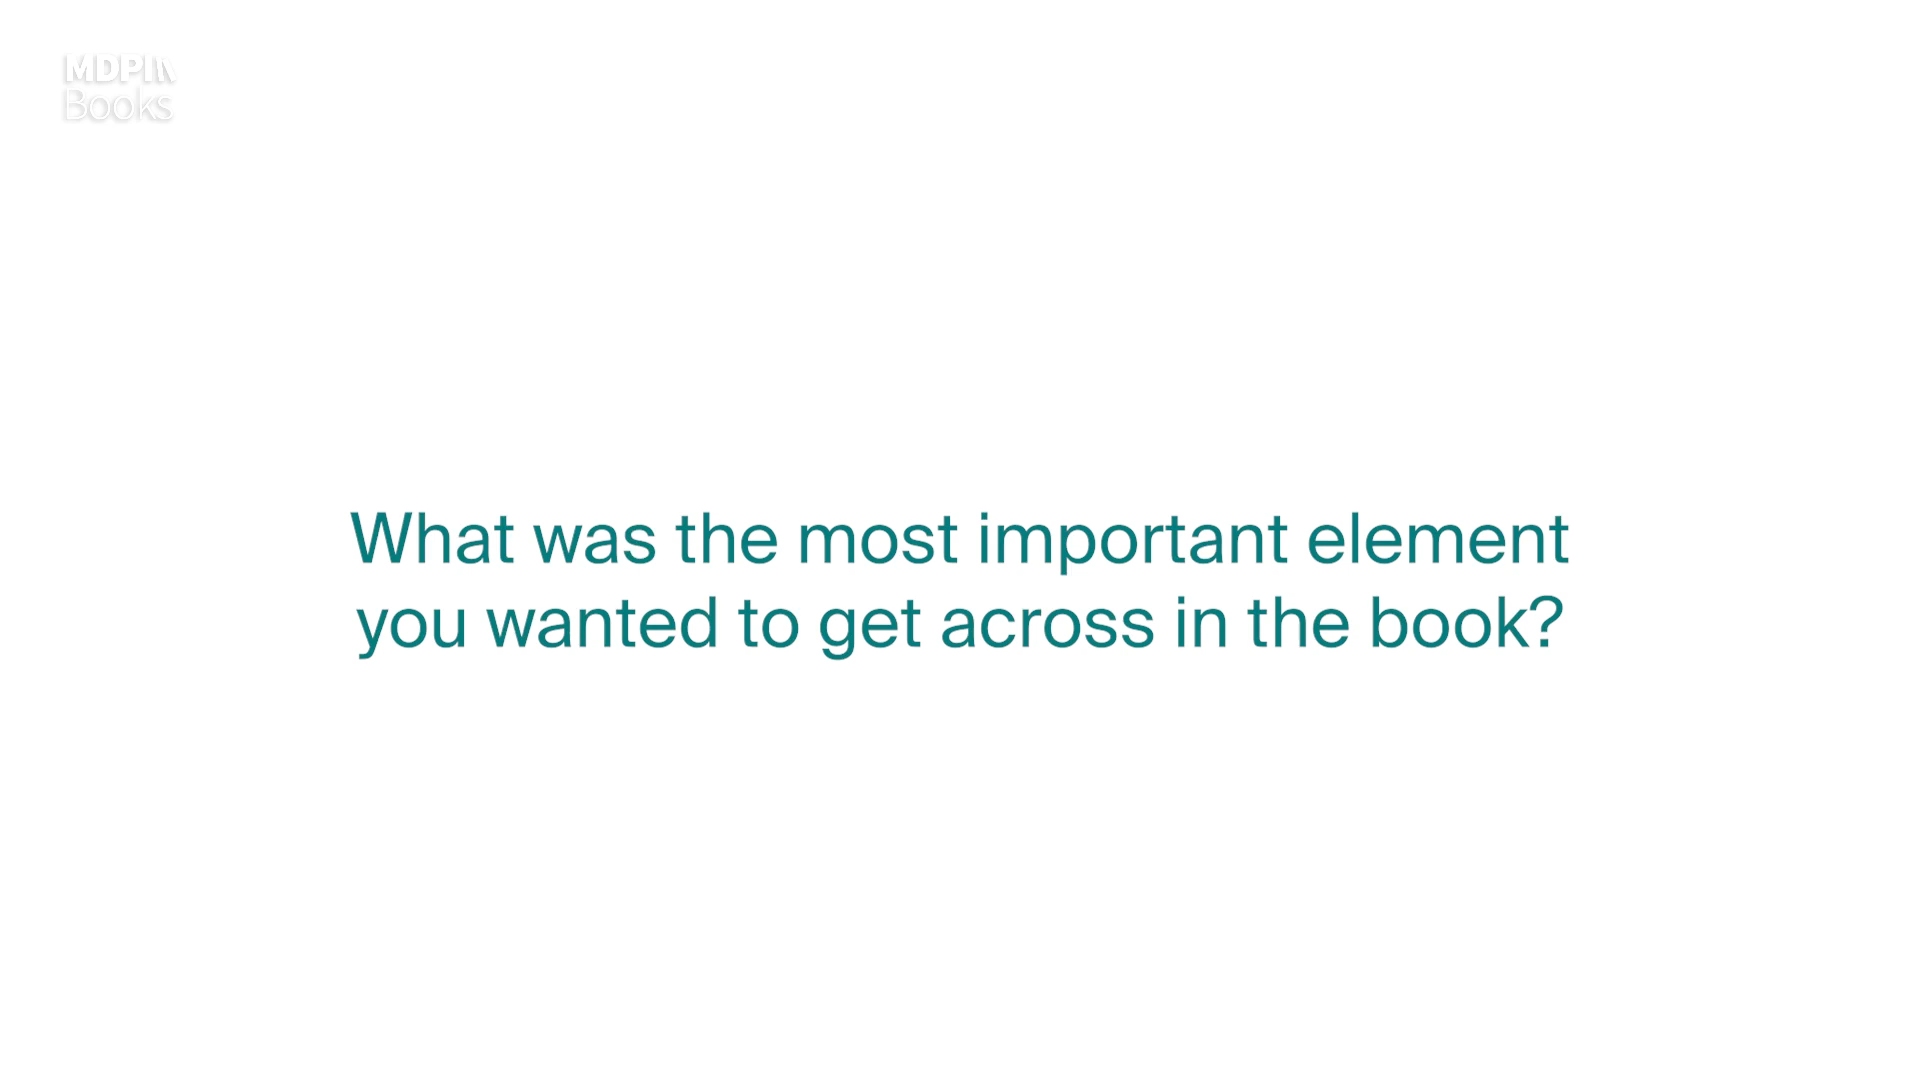 MDPI
Books
What was the most important element
you wanted to get across in the book?